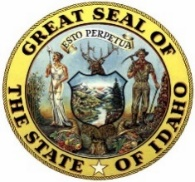 GREAT SEAL OF
THE STATE ☆ OF IDAHO
ESTO PERPETUA